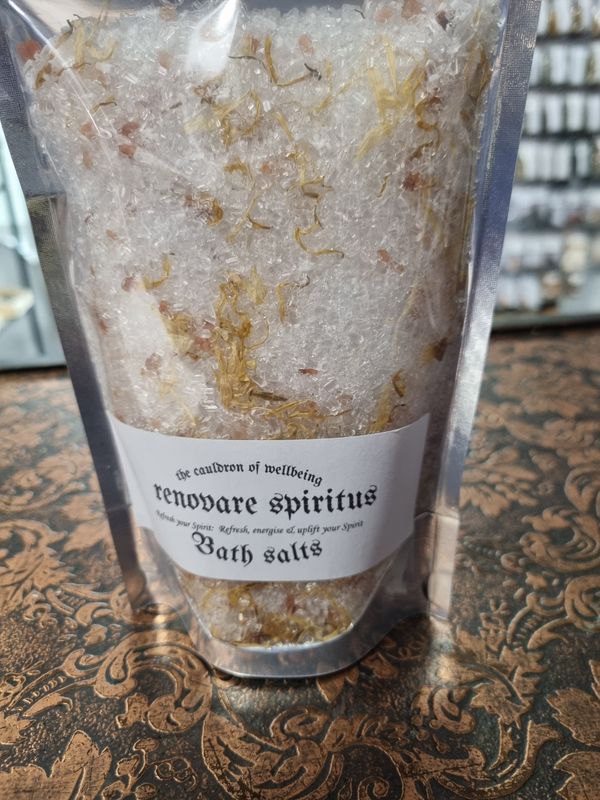 the cauldron of wellbeing
renovare spiritus
Refresh your Spirit: Refresh, energise & uplift your Spirit
Bath salts